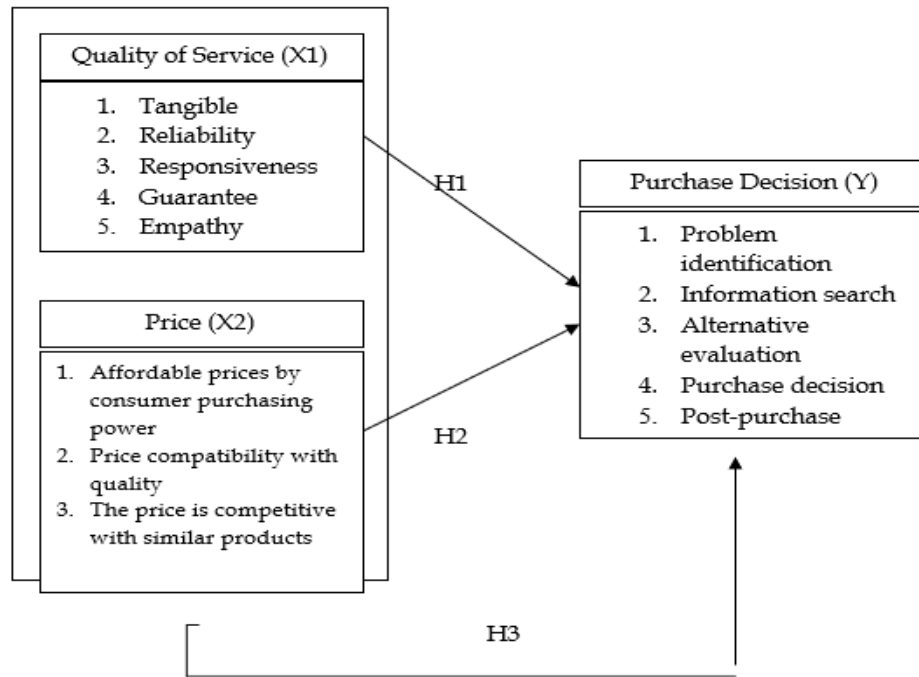 Quality of Service (X1)
1. Tangible
2. Reliability
3. Responsiveness
4. Guarantee
5. Empathy
H1
Purchase Decision (Y)
1. Problem
identification
2. Information search
3. Alternative
evaluation
4. Purchase decision
5. Post-purchase
Price (X2)
1. Affordable prices by
consumer purchasing
power
2. Price compatibility with
quality
3. The price is competitive
with similar products
H2
H3